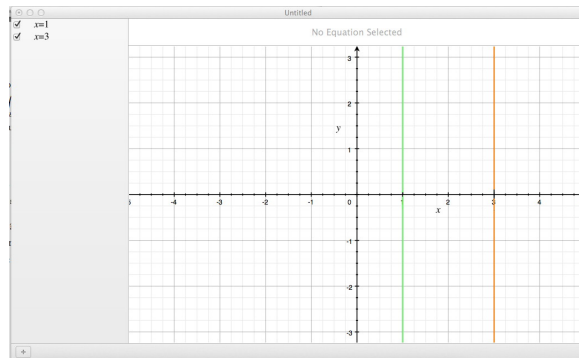 Untitled
x=1
x=3
No Equation Selected
3
2
y
1
-4
-3
-2
-1
0
1
2
3
4
x
-1
-2
-3
+